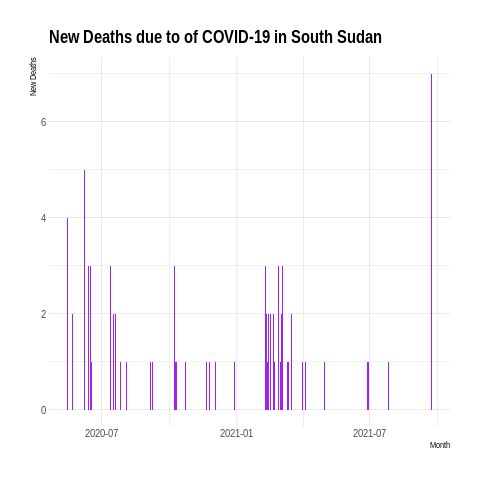 New Deaths due to of COVID-19 in South Sudan
New Deaths
6
4
2
0
2020-07
2021-01
2021-07
Month